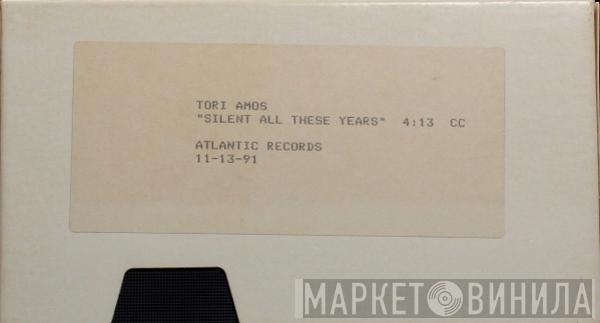 TORI AMOS
"SILENT ALL THESE YEARS" 4:13 CC
ATLANTIC RECORDS
11-13-91
МАРКЕТ ВИНИЛА